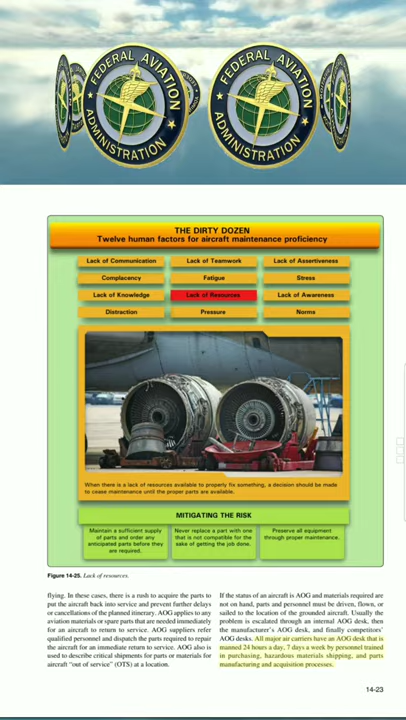 FEDERAL AVIATION
ADMINISTRATION
FEDERAL AVIATION
ADMINISTRATION
THE DIRTY DOZEN
Twelve human factors for aircraft maintenance proficiency
Lack of Communication
Lack of Teamwork
Lack of Assertiveness
Complacency
Fatigue
Stress
Lack of Knowledge
Lack of Resources
Lack of Awareness
Distraction
Pressure
Norms
When there is a lack of resources available to properly fix something, a decision should be made
to cease maintenance until the proper parts are available.
MITIGATING THE RISK
Maintain a sufficient supply
of parts and order any
anticipated parts before they
are required.
Never replace a part with one
that is not compatible for the
sake of getting the job done.
Preserve all equipment
through proper maintenance.
Figure 14-25. Lack of resources.
flying. In these cases, there is a rush to acquire the parts to
put the aircraft back into service and prevent further delays
or cancellations of the planned itinerary. AOG applies to any
aviation materials or spare parts that are needed immediately
for an aircraft to return to service. AOG suppliers refer
qualified personnel and dispatch the parts required to repair
the aircraft for an immediate return to service. AOG also is
used to describe critical shipments for parts or materials for
aircraft “out of service” (OTS) at a location.
If the status of an aircraft is AOG and materials required are
not on hand, parts and personnel must be driven, flown, or
sailed to the location of the grounded aircraft. Usually the
problem is escalated through an internal AOG desk, then
the manufacturer’s AOG desk, and finally competitors’
AOG desks. All major air carriers have an AOG desk that is
manned 24 hours a day, 7 days a week by personnel trained
in purchasing, hazardous materials shipping, and parts
manufacturing and acquisition processes.
14-23